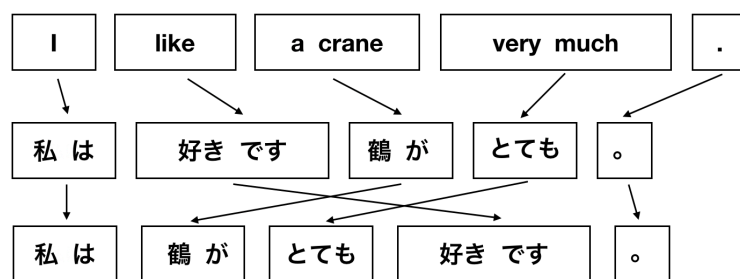 I like a crane very much .
私 は 好き です 鶴 が とても 。
私 は 鶴 が とても 好き です 。